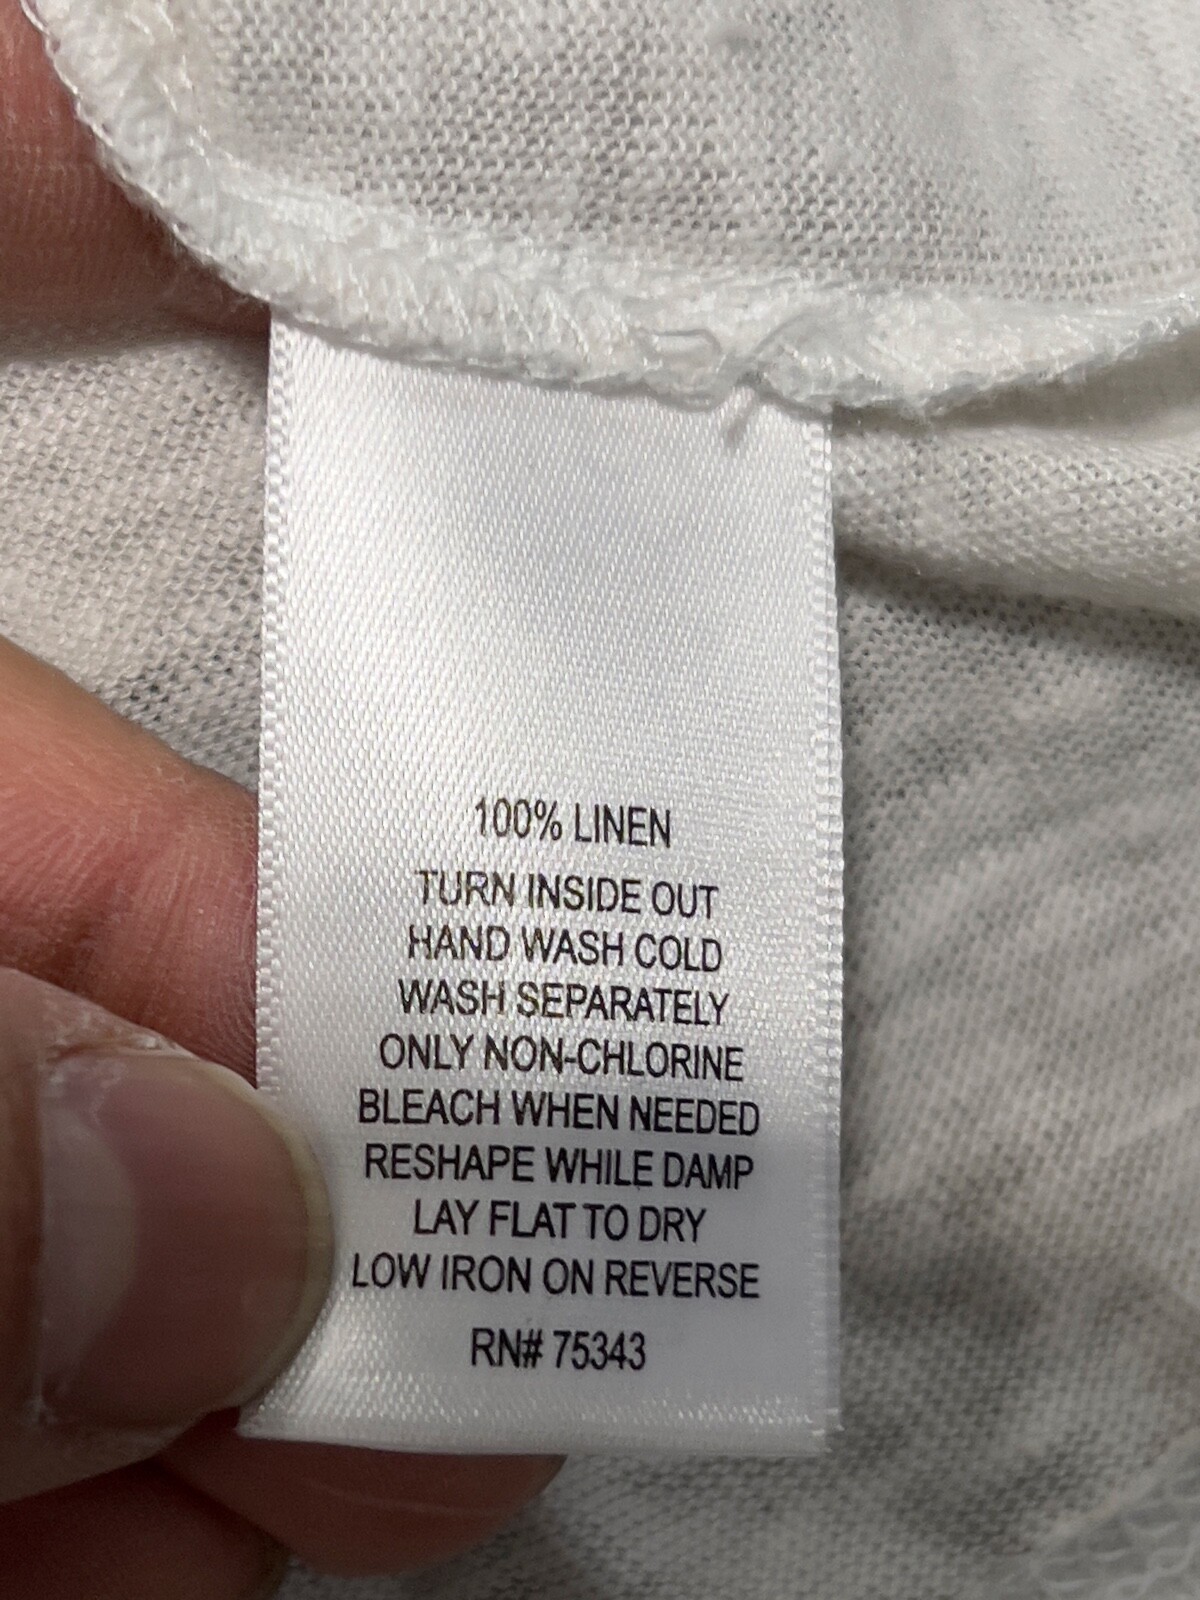 100% LINEN
TURN INSIDE OUT
HAND WASH COLD
WASH SEPARATELY
ONLY NON-CHLORINE
BLEACH WHEN NEEDED
RESHAPE WHILE DAMP
LAY FLAT TO DRY
LOW IRON ON REVERSE
RN# 75343